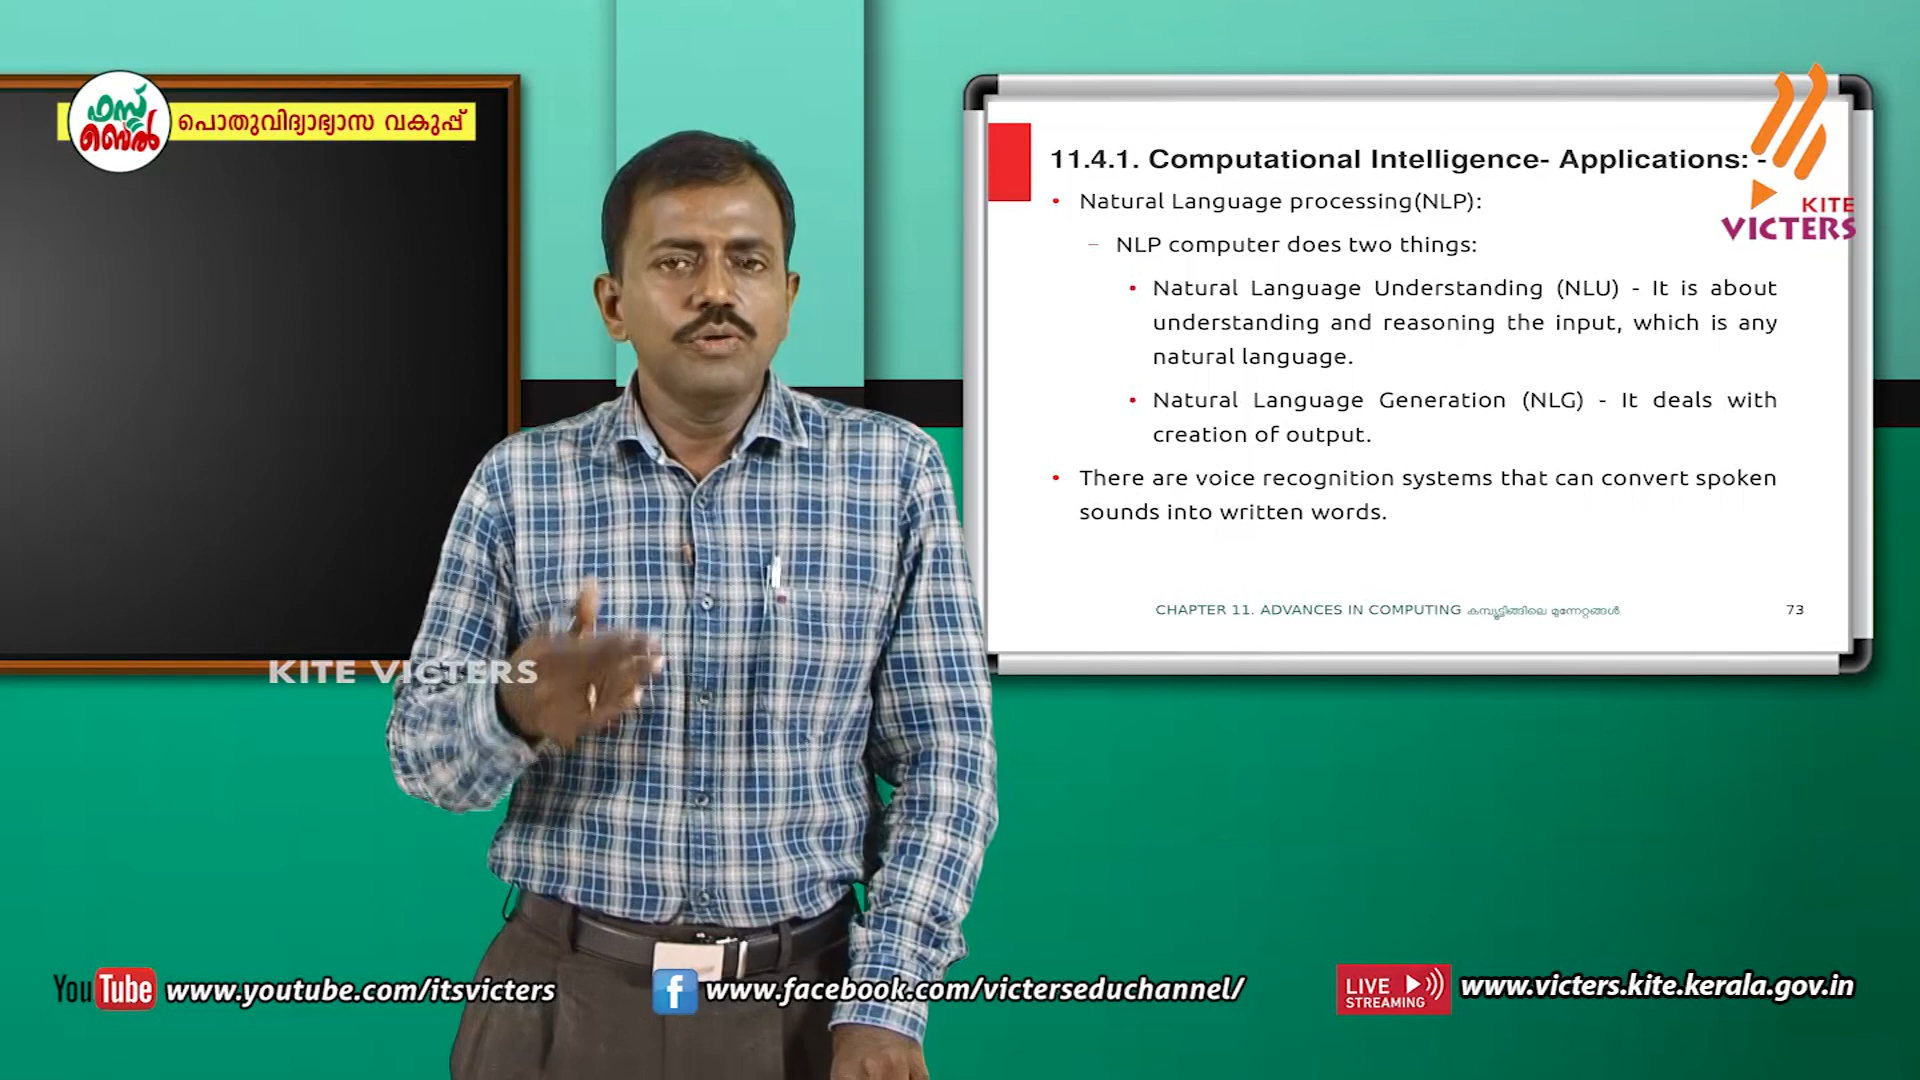 ഫസ്റ്റ്
ബെൽ
പൊതുവിദ്യാഭ്യാസ വകുപ്പ്
11.4.1. Computational Intelligence- Applications: -
• Natural Language processing(NLP):
– NLP computer does two things:
• Natural Language Understanding (NLU) - It is about
understanding and reasoning the input, which is any
natural language.
• Natural Language Generation (NLG) - It deals with
creation of output.
• There are voice recognition systems that can convert spoken
sounds into written words.
CHAPTER 11. ADVANCES IN COMPUTING കമ്പ്യൂട്ടിങ്ങിലെ മുന്നേറ്റങ്ങൾ 73
KITE
VICTERS
KITE VICTERS
YouTube www.youtube.com/itsvicters
f www.facebook.com/victerseduchannel/
LIVE
STREAMING
www.victers.kite.kerala.gov.in